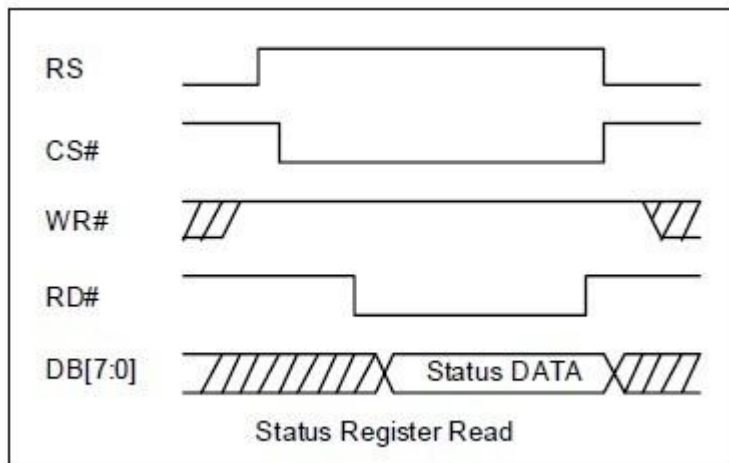 RS
CS#
WR#
RD#
DB[7:0]
Status DATA
Status Register Read